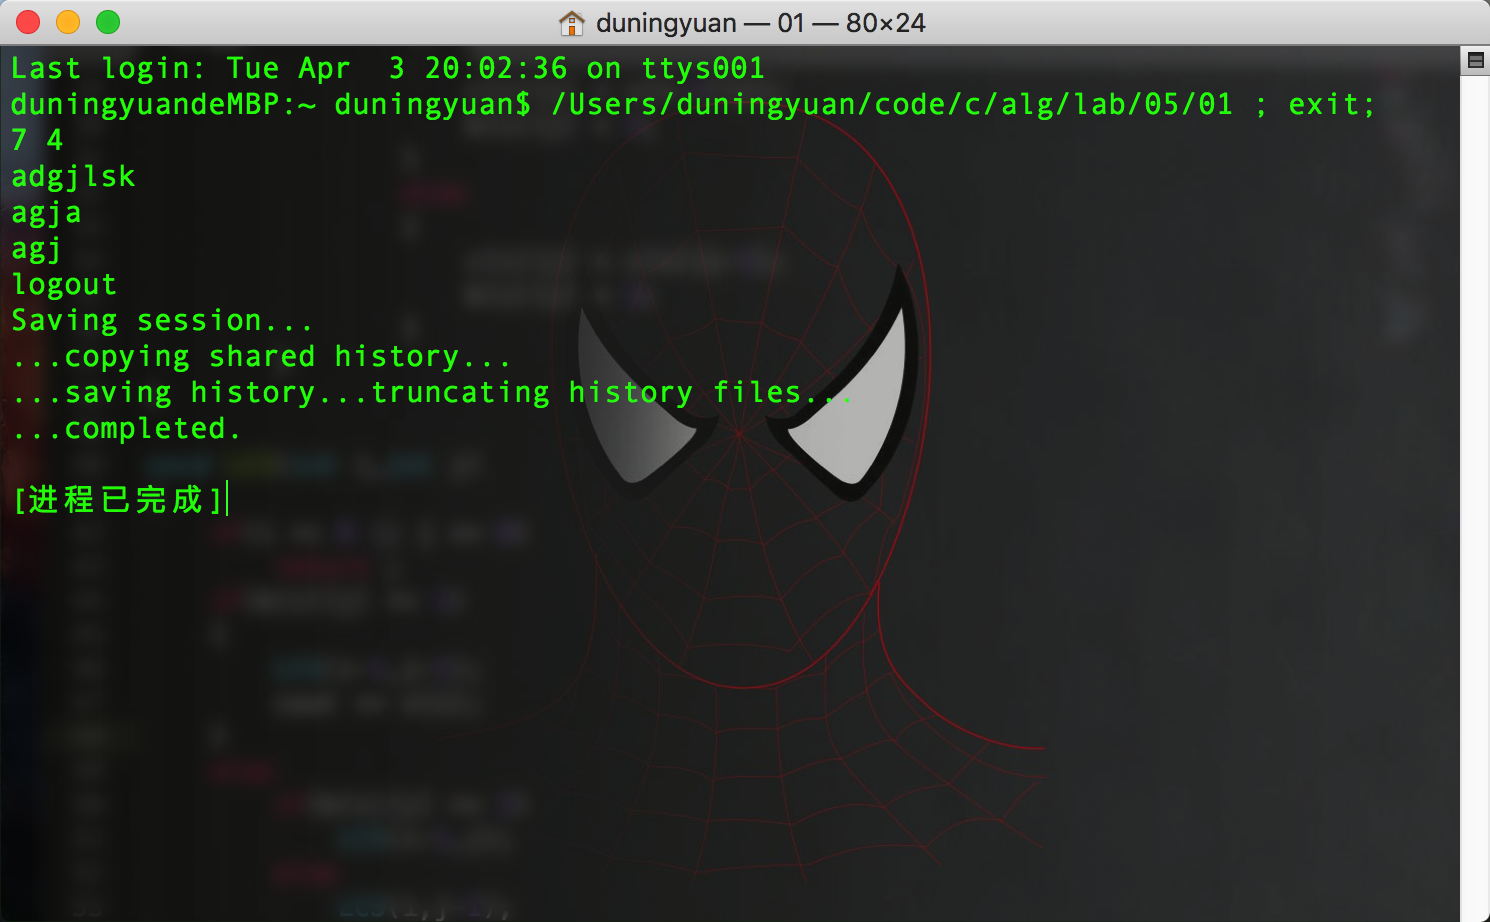 duningyuan — 01 — 80×24
Last login: Tue Apr  3 20:02:36 on ttys001
duningyuandeMBP:~ duningyuan$ /Users/duningyuan/code/c/alg/lab/05/01 ; exit;
7 4
adgjlsk
agja
agj
logout
Saving session...
...copying shared history...
...saving history...truncating history files...
...completed.
[进程已完成]